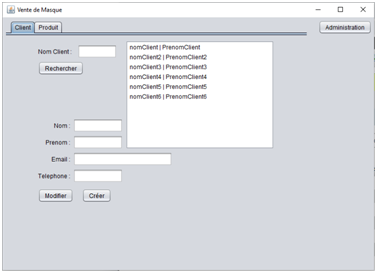 Vente de Masque
Client Produit Administration
Nom Client :
Rechercher
nomClient | PrenomClient
nomClient2 | PrenomClient2
nomClient3 | PrenomClient3
nomClient4 | PrenomClient4
nomClient5 | PrenomClient5
nomClient6 | PrenomClient6
Nom :
Prenom :
Email :
Telephone :
Modifier Créer